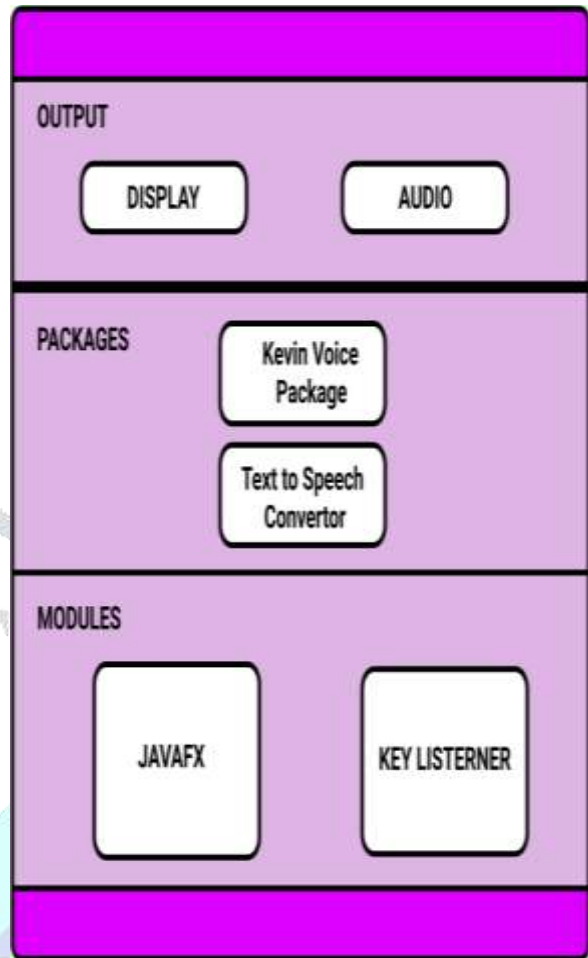 OUTPUT
DISPLAY
AUDIO
PACKAGES
Kevin Voice
Package
Text to Speech
Convertor
MODULES
JAVAFX
KEY LISTERNER